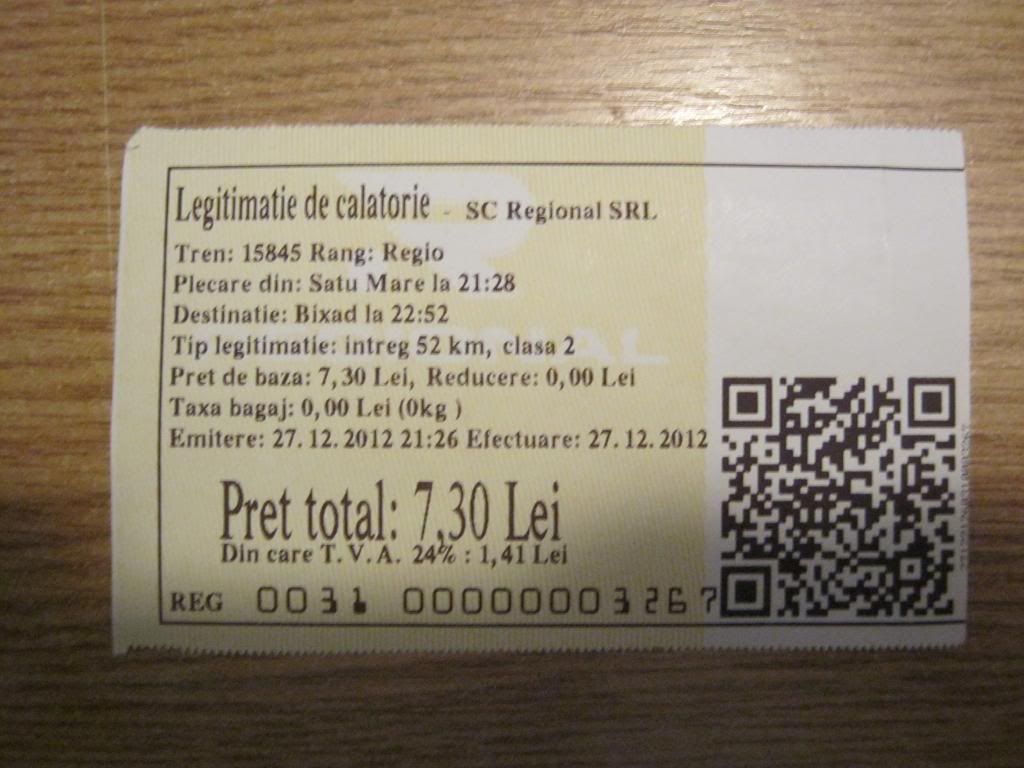 Legitimatie de calatorie - SC Regional SRL
Tren: 15845 Rang: Regio
Plecare din: Satu Mare la 21:28
Destinatie: Bixad la 22:52
Tip legitimatie: intreg 52 km, clasa 2
Pret de baza: 7,30 Lei, Reducere: 0,00 Lei
Taxa bagaj: 0,00 Lei (0kg )
Emitere: 27.12.2012 21:26 Efectuare: 27.12.2012
Pret total: 7,30 Lei
Din care T.V.A. 24% : 1,41 Lei
REG 0031 00000003267